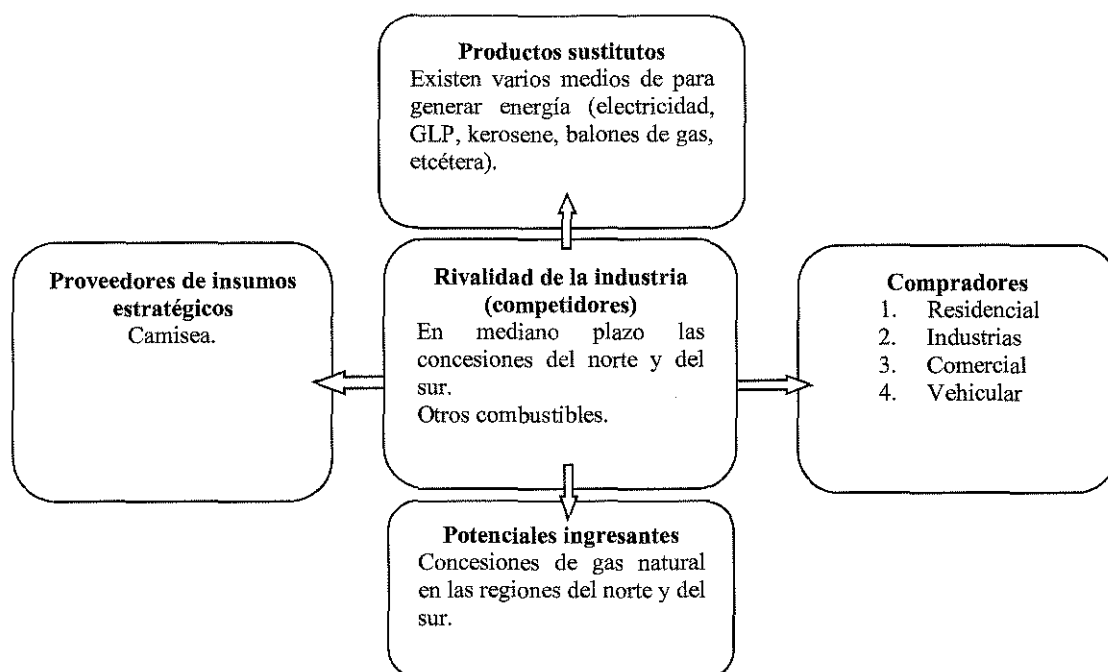 Productos sustitutos
Existen varios medios de para
generar energía (electricidad,
GLP, kerosene, balones de gas,
etcétera).
Proveedores de insumos
estratégicos
Camisea.
Rivalidad de la industria
(competidores)
En mediano plazo las
concesiones del norte y del
sur.
Otros combustibles.
Compradores
1. Residencial
2. Industrias
3. Comercial
4. Vehicular
Potenciales ingresantes
Concesiones de gas natural
en las regiones del norte y del
sur.